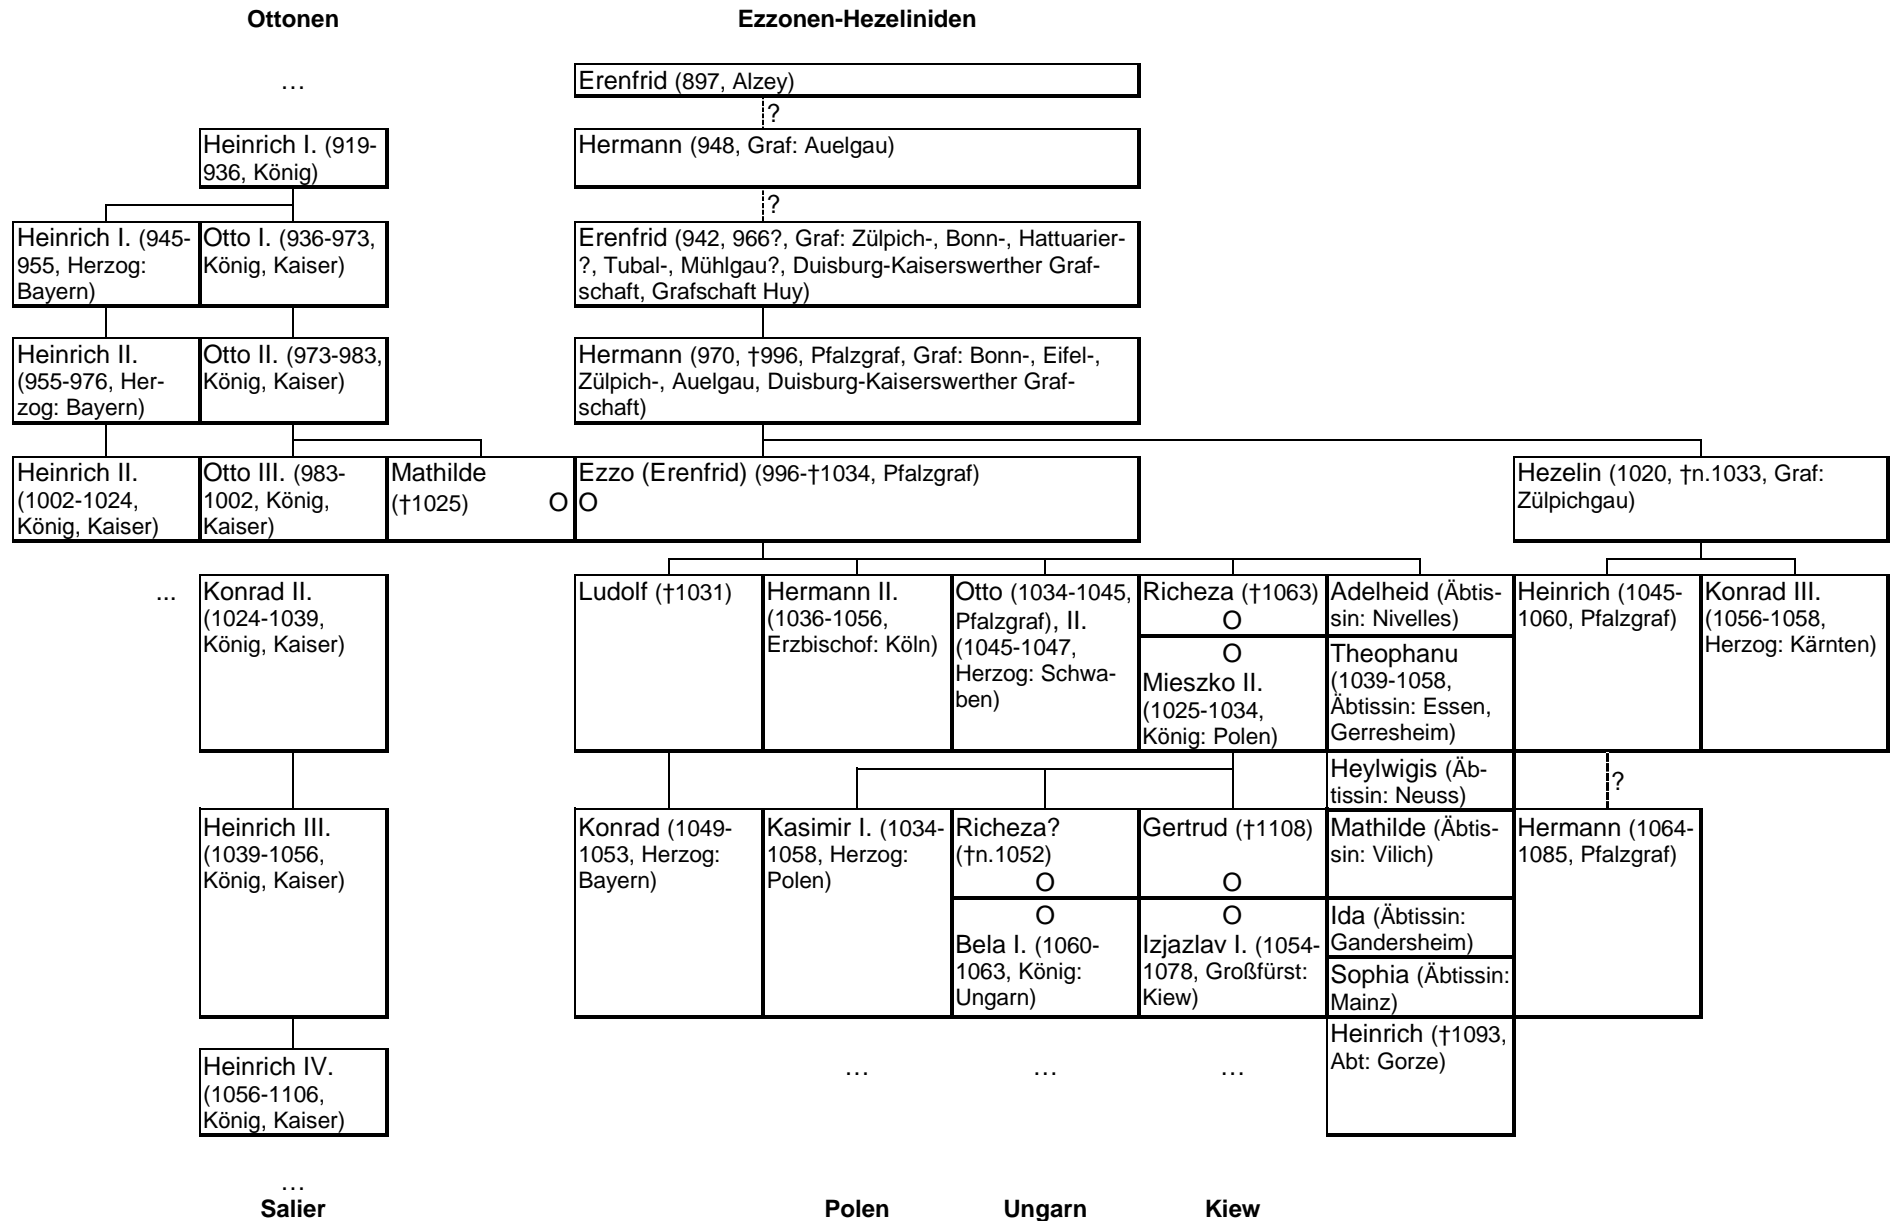 Ottonen
Ezzonen-Hezeliniden
…
Erenfrid (897, Alzey)
?
Heinrich I. (919-
936, König)
Hermann (948, Graf: Auelgau)
?
Heinrich I. (945-
955, Herzog:
Bayern)
Otto I. (936-973,
König, Kaiser)
Erenfrid (942, 966?, Graf: Zülpich-, Bonn-, Hattuarier-
?, Tubal-, Mühlgau?, Duisburg-Kaiserswerther Graf-
schaft, Grafschaft Huy)
Heinrich II.
(955-976, Her-
zog: Bayern)
Otto II. (973-983,
König, Kaiser)
Hermann (970, †996, Pfalzgraf, Graf: Bonn-, Eifel-,
Zülpich-, Auelgau, Duisburg-Kaiserswerther Graf-
schaft)
Heinrich II.
(1002-1024,
König, Kaiser)
Otto III. (983-
1002, König,
Kaiser)
Mathilde
(†1025) O
Ezzo (Erenfrid) (996-†1034, Pfalzgraf)
O
Hezelin (1020, †n.1033, Graf:
Zülpichgau)
...
Konrad II.
(1024-1039,
König, Kaiser)
Ludolf (†1031)
Hermann II.
(1036-1056,
Erzbischof: Köln)
Otto (1034-1045,
Pfalzgraf), II.
(1045-1047,
Herzog: Schwa-
ben)
Richeza (†1063)
O
O
Mieszko II.
(1025-1034,
König: Polen)
Adelheid (Äbtis-
sin: Nivelles)
Theophanu
(1039-1058,
Äbtissin: Essen,
Gerresheim)
Heylwigis (Äb-
tissin: Neuss)
Mathilde (Äbtis-
sin: Vilich)
Ida (Äbtissin:
Gandersheim)
Sophia (Äbtissin:
Mainz)
Heinrich (†1093,
Abt: Gorze)
Heinrich (1045-
1060, Pfalzgraf)
Konrad III.
(1056-1058,
Herzog: Kärnten)
?
Heinrich III.
(1039-1056,
König, Kaiser)
Konrad (1049-
1053, Herzog:
Bayern)
Kasimir I. (1034-
1058, Herzog:
Polen)
Richeza?
(†n.1052)
O
O
Bela I. (1060-
1063, König:
Ungarn)
Gertrud (†1108)
O
O
Izjazlav I. (1054-
1078, Großfürst:
Kiew)
Hermann (1064-
1085, Pfalzgraf)
Heinrich IV.
(1056-1106,
König, Kaiser)
…
…
…
…
Salier
Polen
Ungarn
Kiew